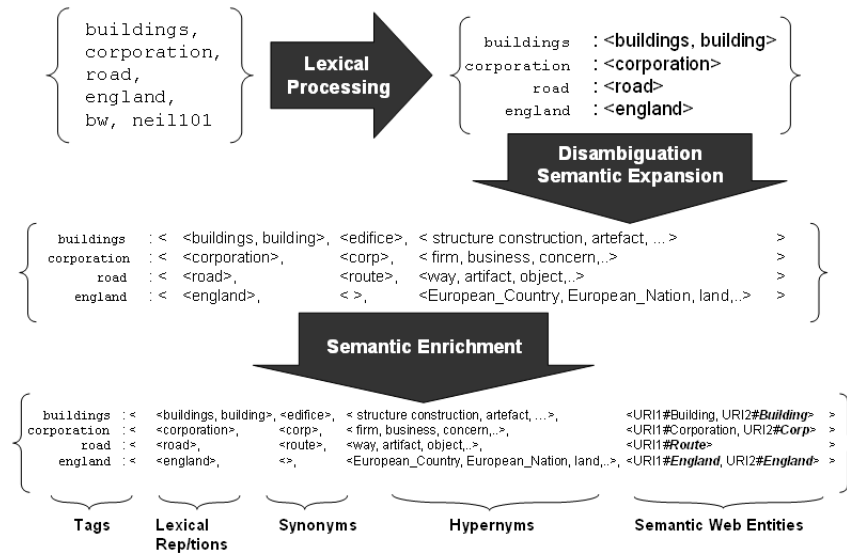 buildings,
corporation,
road,
england,
bw, neil101
Lexical
Processing
buildings : <buildings, building>
corporation : <corporation>
road : <road>
england : <england>
Disambiguation
Semantic Expansion
buildings : < <buildings, building>, <edifice>, < structure construction, artefact, ...> >
corporation : < <corporation>, <corp>, < firm, business, concern,..> >
road : < <road>, <route>, <way, artifact, object,..> >
england : < <england>, < >, <European_Country, European_Nation, land,..> >
Semantic Enrichment
buildings : < <buildings, building>, <edifice>, < structure construction, artefact, ...>, <URI1#Building, URI2#Building> >
corporation : < <corporation>, <corp>, < firm, business, concern,..>, <URI1#Corporation, URI2#Corp> >
road : < <road>, <route>, <way, artifact, object,..>, <URI1#Route> >
england : < <england>, <>, <European_Country, European_Nation, land,..>, <URI1#England, URI2#England> >
Tags Lexical Synonyms Hypernyms Semantic Web Entities
Rep/tions